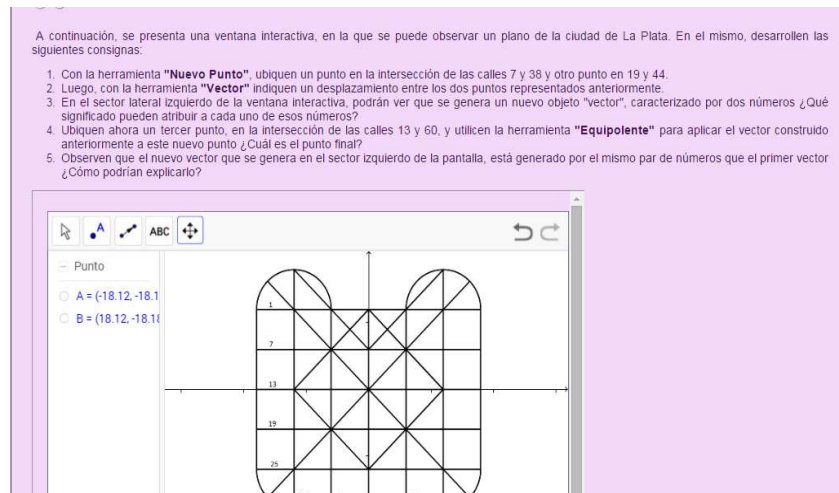 A continuación, se presenta una ventana interactiva, en la que se puede observar un plano de la ciudad de La Plata. En el mismo, desarrollen las
siguientes consignas:
1. Con la herramienta "Nuevo Punto", ubiquen un punto en la intersección de las calles 7 y 38 y otro punto en 19 y 44.
2. Luego, con la herramienta "Vector" indiquen un desplazamiento entre los dos puntos representados anteriormente.
3. En el sector lateral izquierdo de la ventana interactiva, podrán ver que se genera un nuevo objeto "vector", caracterizado por dos números ¿Qué
significado pueden atribuir a cada uno de esos números?
4. Ubiquen ahora un tercer punto, en la intersección de las calles 13 y 60, y utilicen la herramienta "Equipolente" para aplicar el vector construido
anteriormente a este nuevo punto ¿Cuál es el punto final?
5. Observen que el nuevo vector que se genera en el sector izquierdo de la pantalla, está generado por el mismo par de números que el primer vector
¿Cómo podrían explicarlo?
A ABC
Punto
A = (-18.12, -18.1
B = (18.12, -18.18
1
7
13
19
25